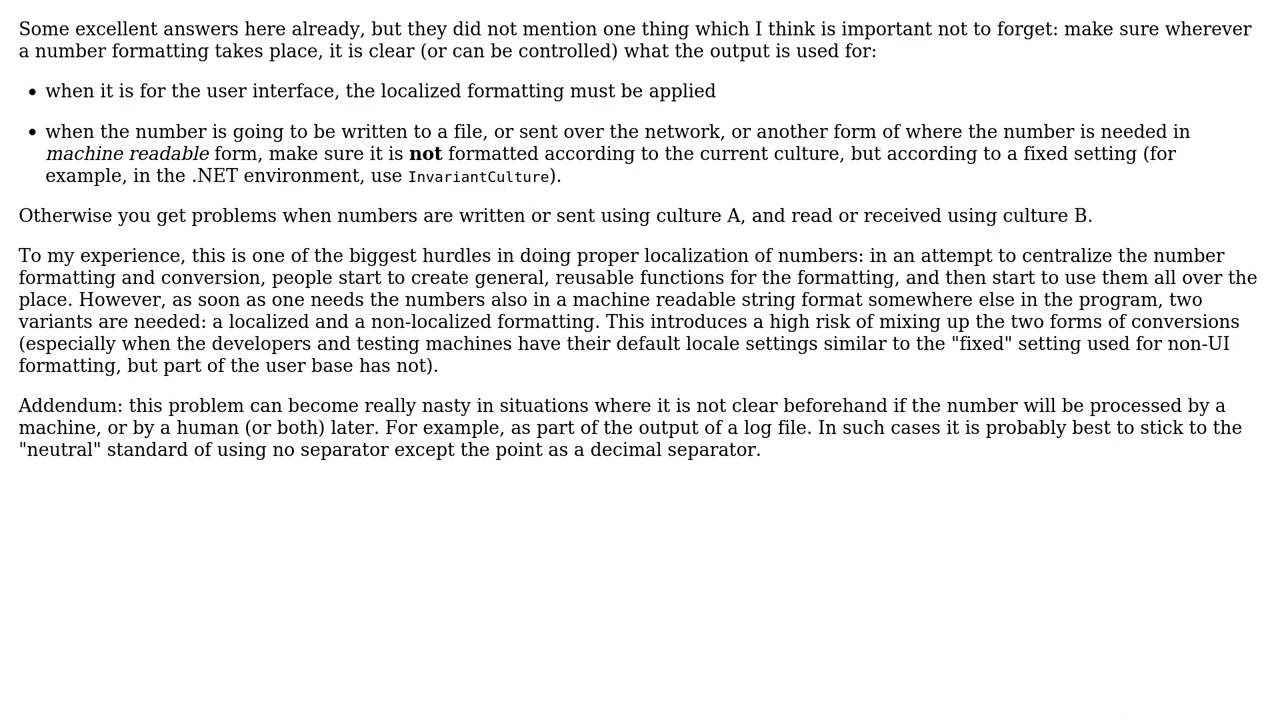 Some excellent answers here already, but they did not mention one thing which I think is important not to forget: make sure wherever
a number formatting takes place, it is clear (or can be controlled) what the output is used for:
• when it is for the user interface, the localized formatting must be applied
• when the number is going to be written to a file, or sent over the network, or another form of where the number is needed in
machine readable form, make sure it is not formatted according to the current culture, but according to a fixed setting (for
example, in the .NET environment, use InvariantCulture).
Otherwise you get problems when numbers are written or sent using culture A, and read or received using culture B.
To my experience, this is one of the biggest hurdles in doing proper localization of numbers: in an attempt to centralize the number
formatting and conversion, people start to create general, reusable functions for the formatting, and then start to use them all over the
place. However, as soon as one needs the numbers also in a machine readable string format somewhere else in the program, two
variants are needed: a localized and a non-localized formatting. This introduces a high risk of mixing up the two forms of conversions
(especially when the developers and testing machines have their default locale settings similar to the "fixed" setting used for non-UI
formatting, but part of the user base has not).
Addendum: this problem can become really nasty in situations where it is not clear beforehand if the number will be processed by a
machine, or by a human (or both) later. For example, as part of the output of a log file. In such cases it is probably best to stick to the
"neutral" standard of using no separator except the point as a decimal separator.